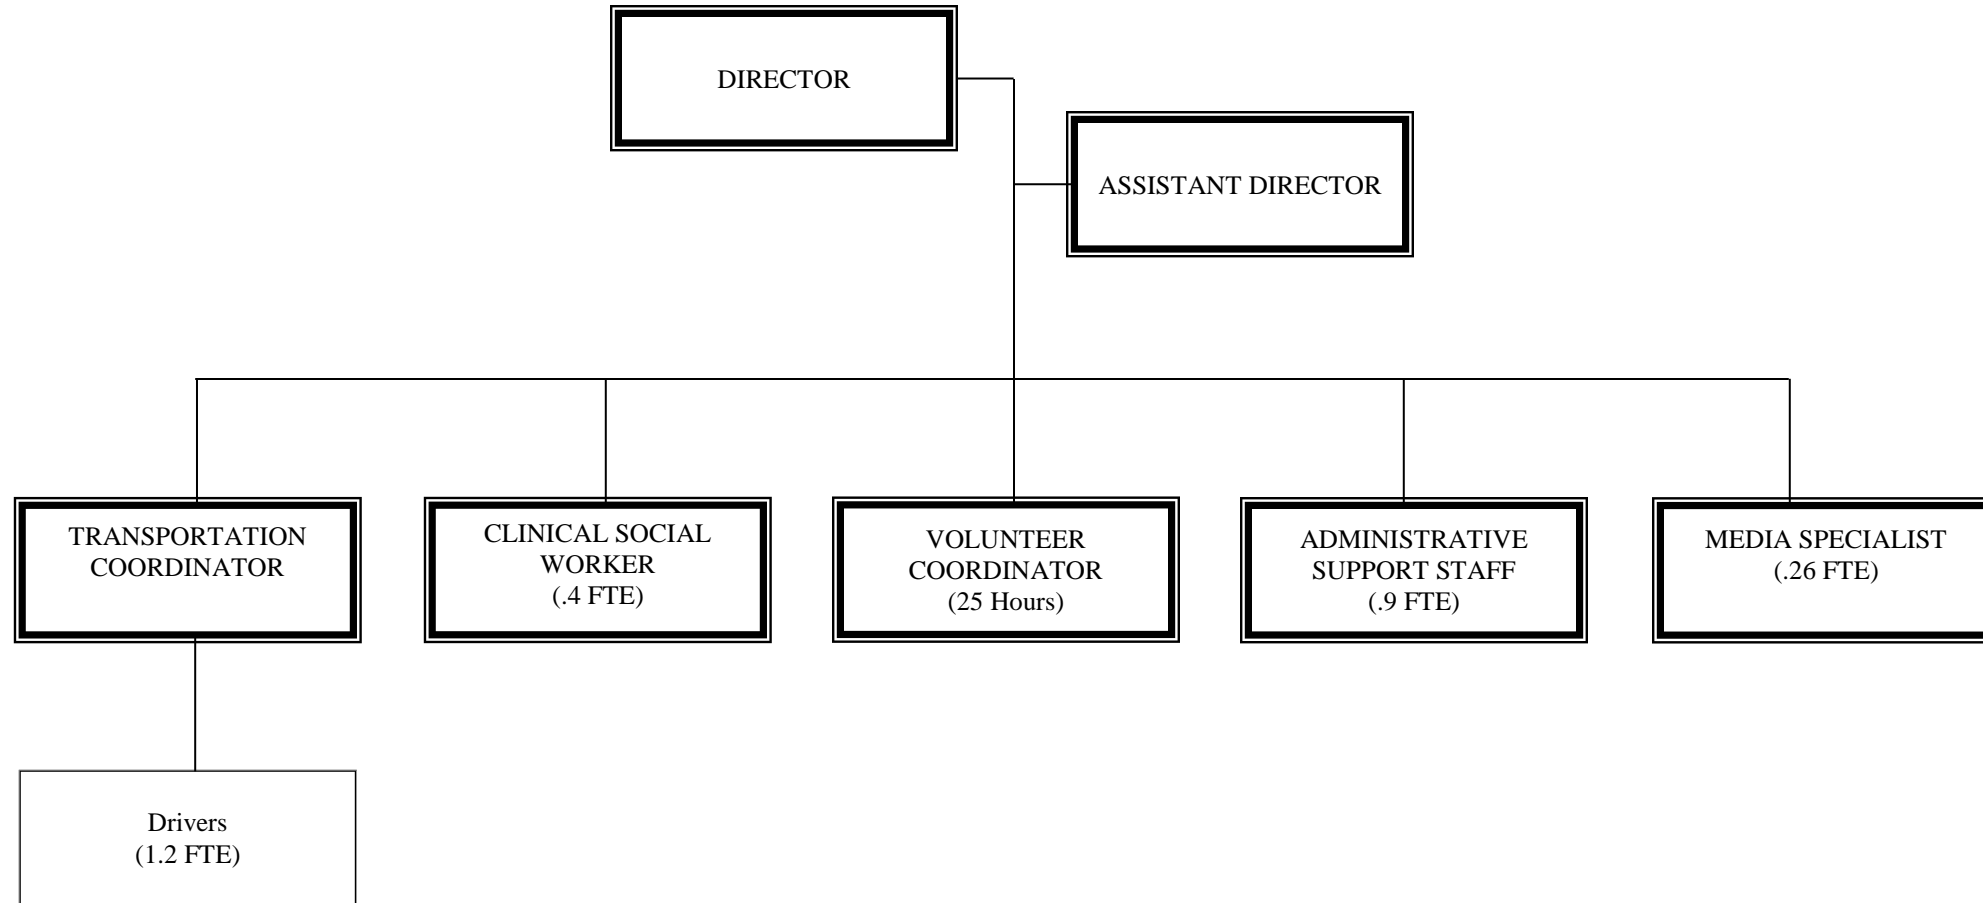 DIRECTOR
ASSISTANT DIRECTOR
TRANSPORTATION
COORDINATOR
CLINICAL SOCIAL
WORKER
(.4 FTE)
VOLUNTEER
COORDINATOR
(25 Hours)
ADMINISTRATIVE
SUPPORT STAFF
(.9 FTE)
MEDIA SPECIALIST
(.26 FTE)
Drivers
(1.2 FTE)